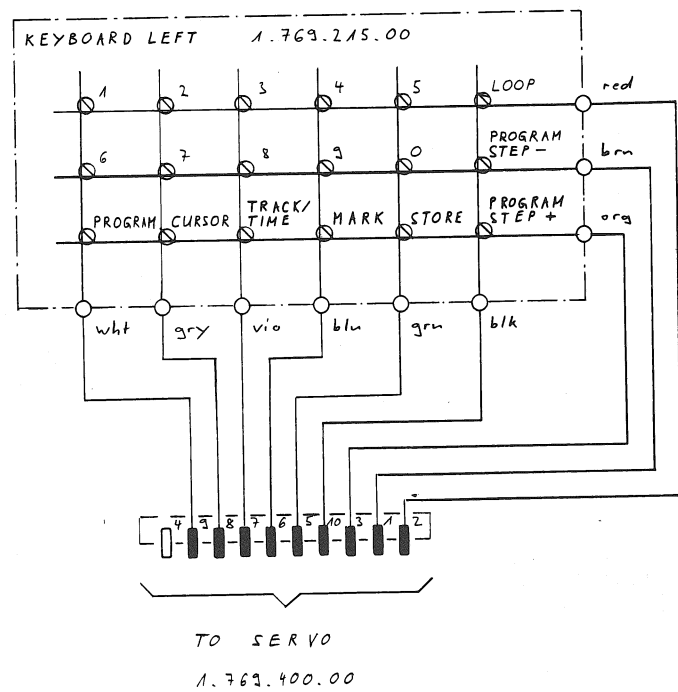 KEYBOARD LEFT 1.769.215.00
1 2 3 4 5 LOOP red
6 7 8 9 0 PROGRAM STEP - brn
PROGRAM CURSOR TRACK/TIME MARK STORE PROGRAM STEP + org
wht gry vio blu grn blk
4 9 8 7 6 5 10 3 1 2
TO SERVO
1.769.400.00